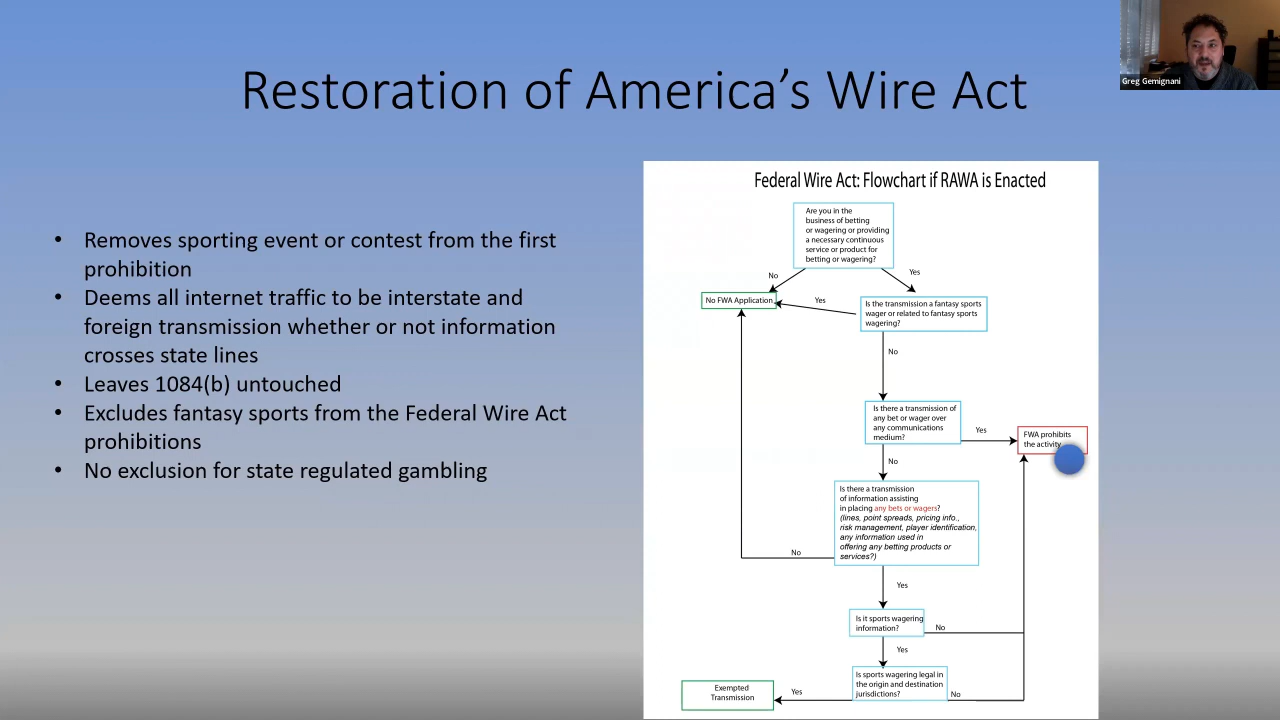 Greg Gemignani
Restoration of America’s Wire Act
• Removes sporting event or contest from the first
prohibition
• Deems all internet traffic to be interstate and
foreign transmission whether or not information
crosses state lines
• Leaves 1084(b) untouched
• Excludes fantasy sports from the Federal Wire Act
prohibitions
• No exclusion for state regulated gambling
Federal Wire Act: Flowchart if RAWA is Enacted
Are you in the
business of betting
or wagering or providing
a necessary continuous
service or product for
betting or wagering?
No
Yes
No FWA Application
Yes
Is the transmission a fantasy sports
wager or related to fantasy sports
wagering?
No
Is there a transmission of
any bet or wager over
any communications
medium?
Yes
FWA prohibits
the activity
No
Is there a transmission
of information assisting
in placing any bets or wagers?
(lines, point spreads, pricing info.,
risk management, player identification,
any information used in
offering any betting products or
services?)
No
Yes
Is it sports wagering
information?
No
Yes
Is sports wagering legal in
the origin and destination
jurisdictions?
No
Yes
Exempted
Transmission